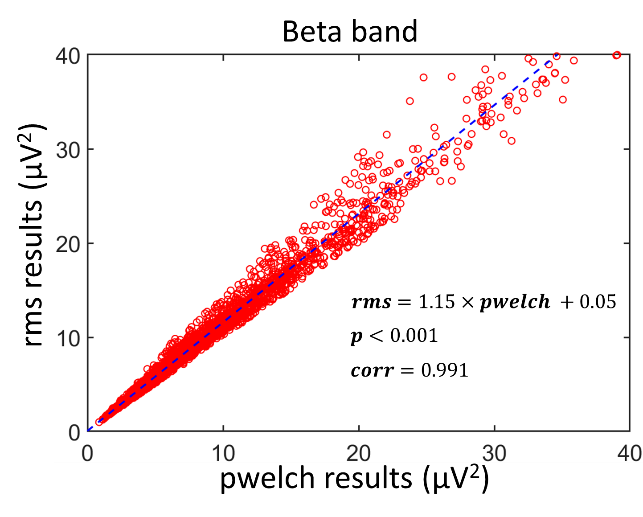 Beta band
40
30
20
10
0
rms results (μV²)
rms = 1.15 × pwelch + 0.05
p < 0.001
corr = 0.991
0 10 20 30 40
pwelch results (μV²)